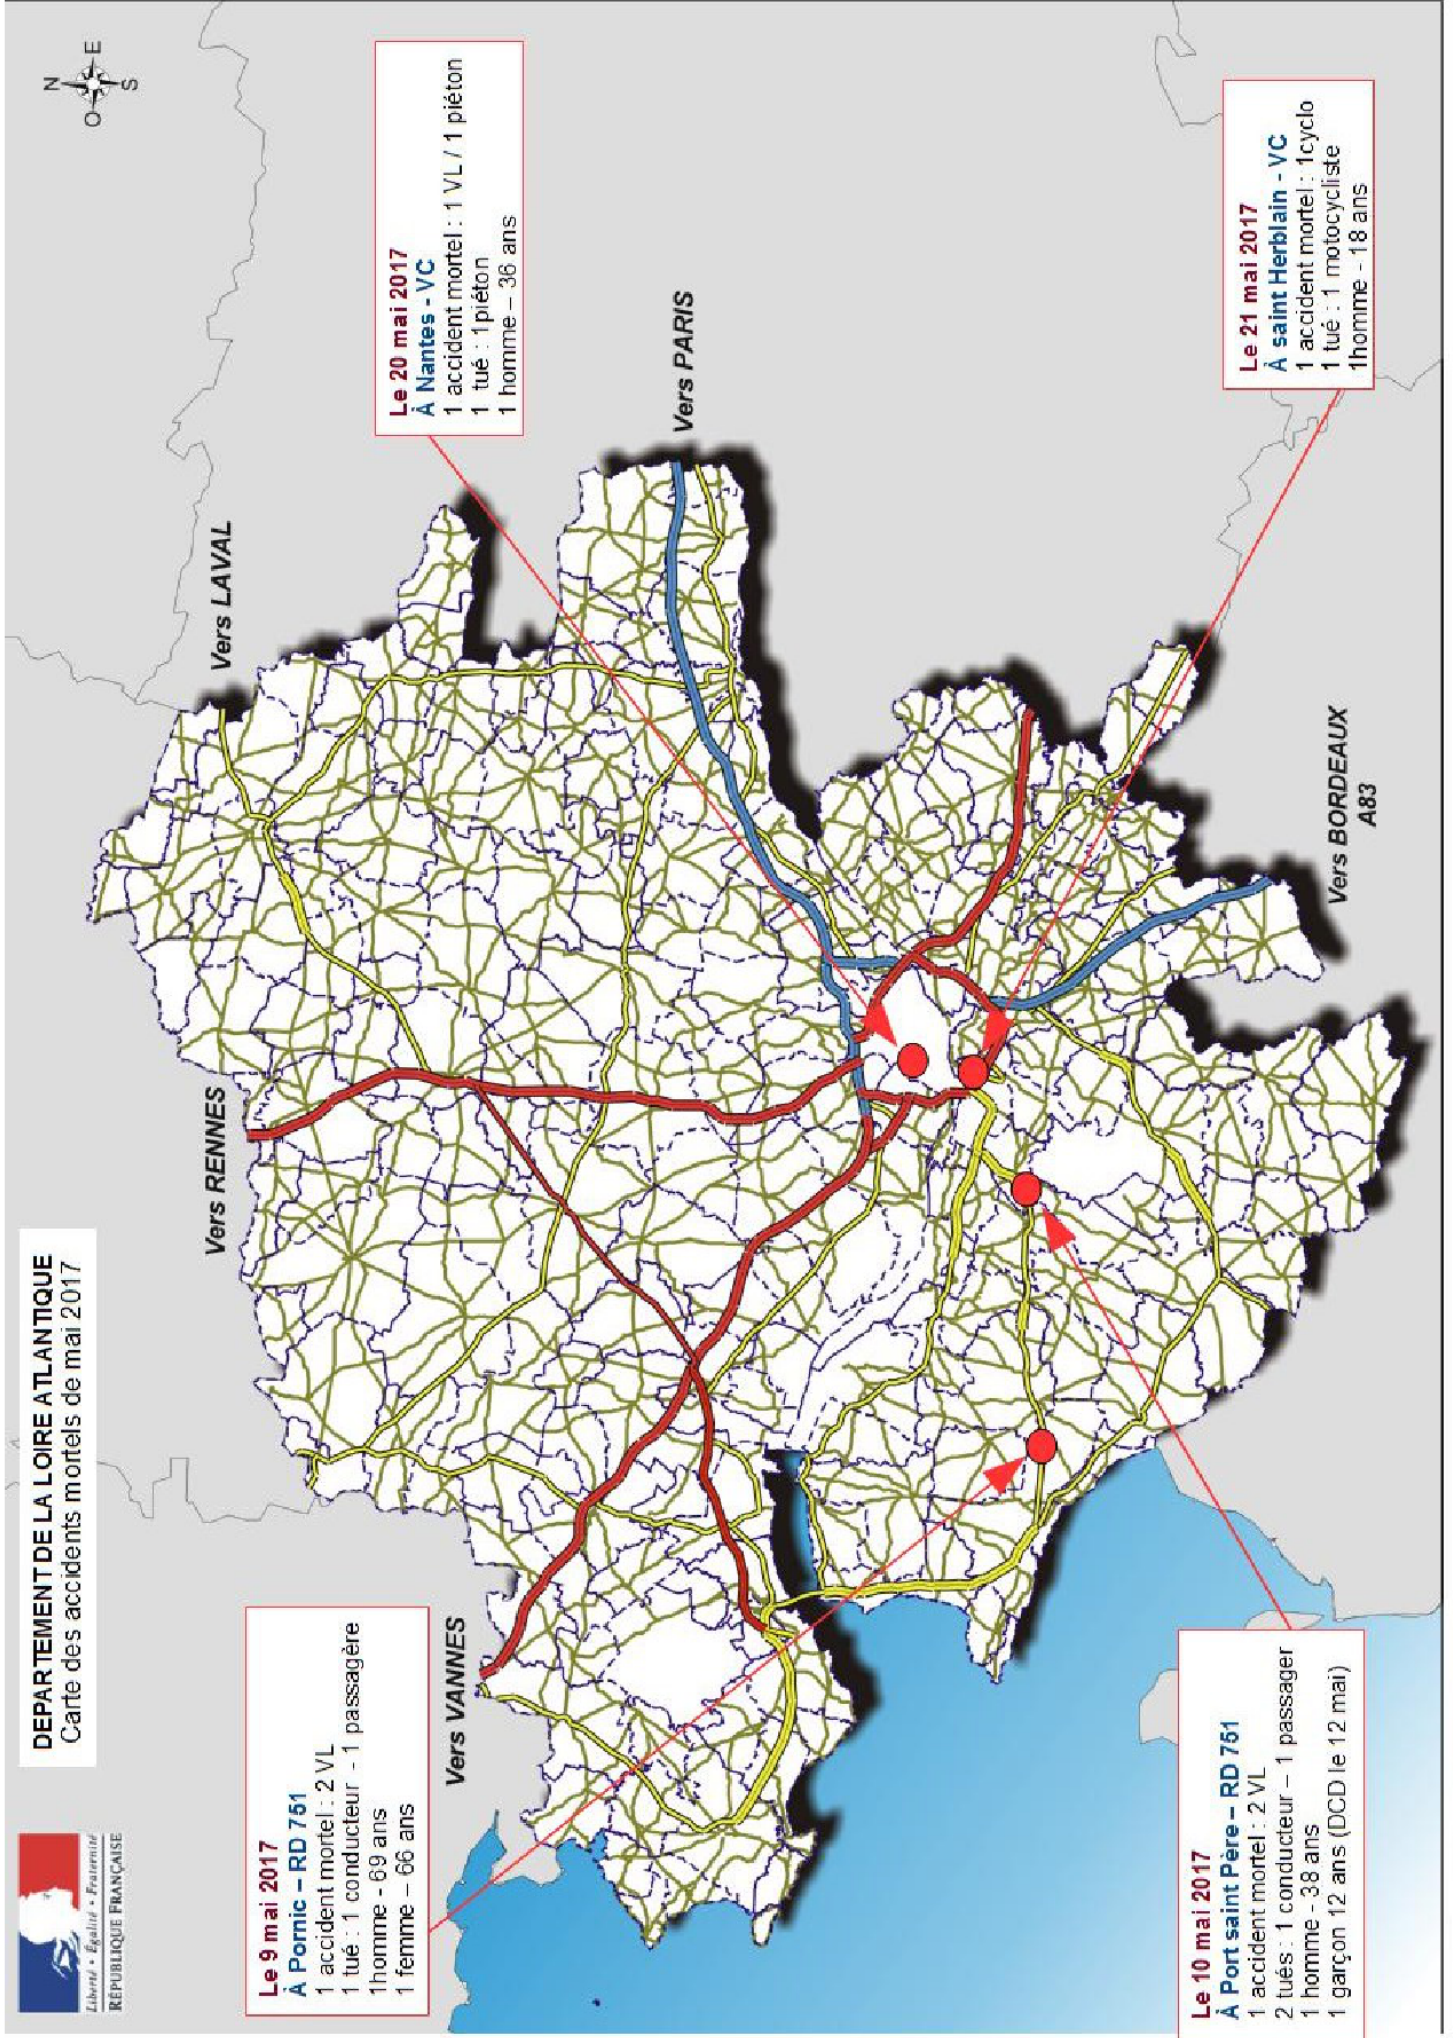 Liberté • Égalité • Fraternité
RÉPUBLIQUE FRANÇAISE
DEPARTEMENT DE LA LOIRE ATLANTIQUE
Carte des accidents mortels de mai 2017
N
O
E
S
Vers RENNES
Vers LAVAL
Le 9 mai 2017
À Pornic – RD 751
1 accident mortel : 2 VL
1 tué : 1 conducteur - 1 passagère
1homme - 69 ans
1 femme – 66 ans
Vers VANNES
Le 20 mai 2017
À Nantes - VC
1 accident mortel : 1 VL / 1 piéton
1 tué : 1piéton
1 homme – 36 ans
Vers PARIS
Le 10 mai 2017
À Port saint Père – RD 751
1 accident mortel : 2 VL
2 tués : 1 conducteur – 1 passager
1 homme - 38 ans
1 garçon 12 ans (DCD le 12 mai)
Le 21 mai 2017
À saint Herblain - VC
1 accident mortel : 1cyclo
1 tué : 1 motocycliste
1homme - 18 ans
Vers BORDEAUX
A83